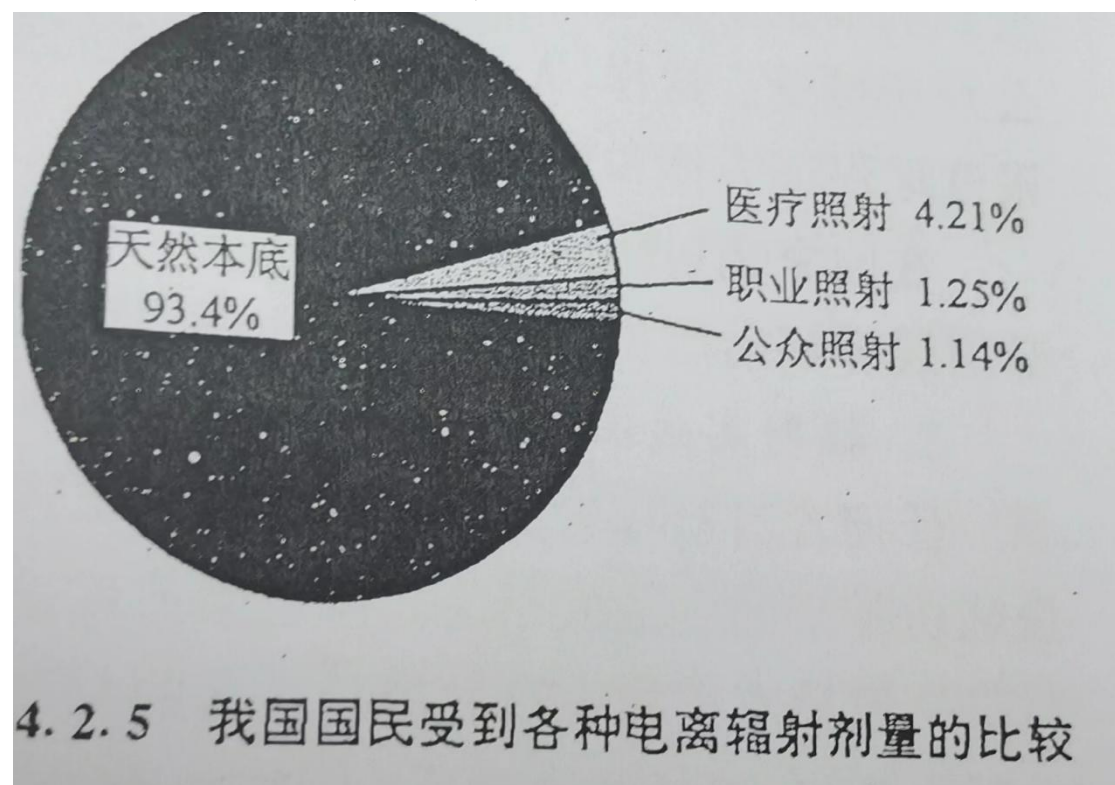 天然本底
93.4%
医疗照射 4.21%
职业照射 1.25%
公众照射 1.14%
4.2.5 我国国民受到各种电离辐射剂量的比较